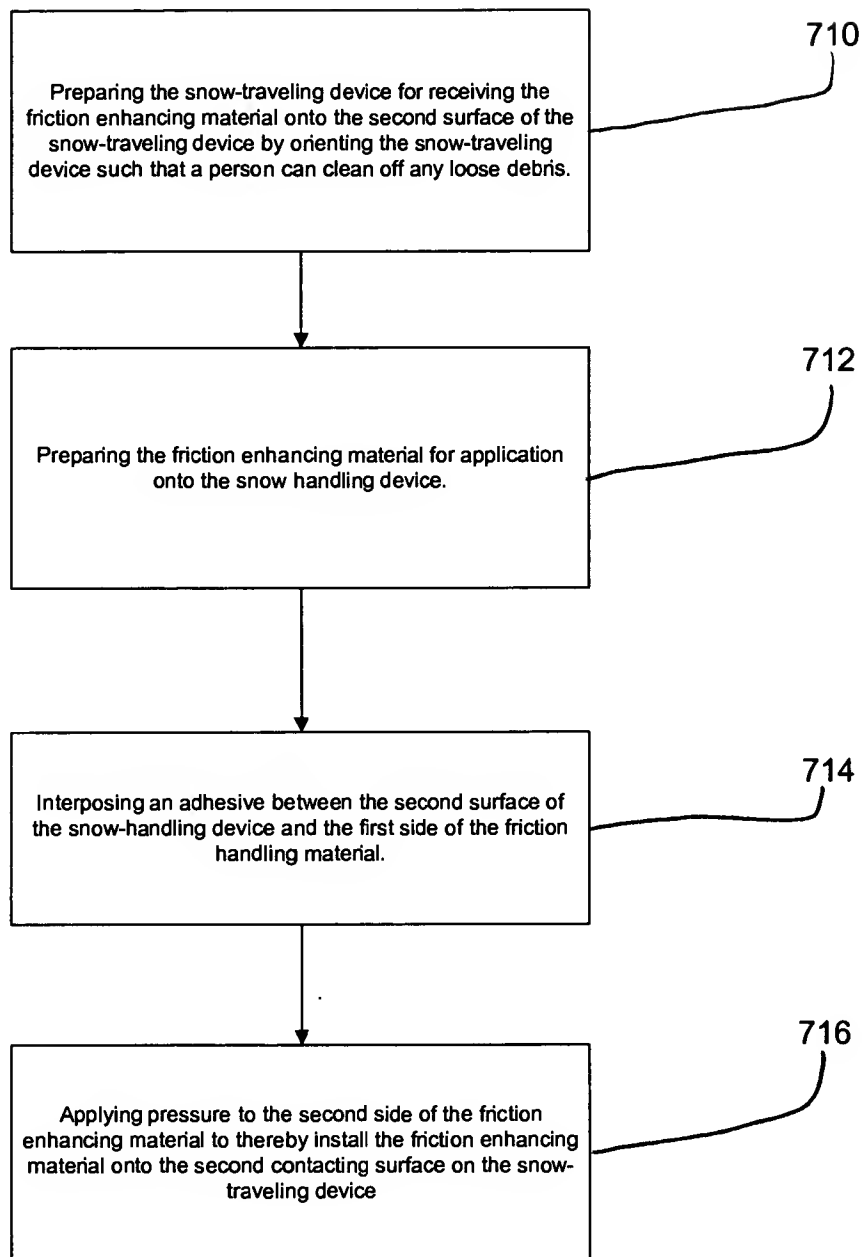 710
Preparing the snow-traveling device for receiving the
friction enhancing material onto the second surface of the
snow-traveling device by orienting the snow-traveling
device such that a person can clean off any loose debris.
712
Preparing the friction enhancing material for application
onto the snow handling device.
714
Interposing an adhesive between the second surface of
the snow-handling device and the first side of the friction
handling material.
716
Applying pressure to the second side of the friction
enhancing material to thereby install the friction enhancing
material onto the second contacting surface on the snow-
traveling device